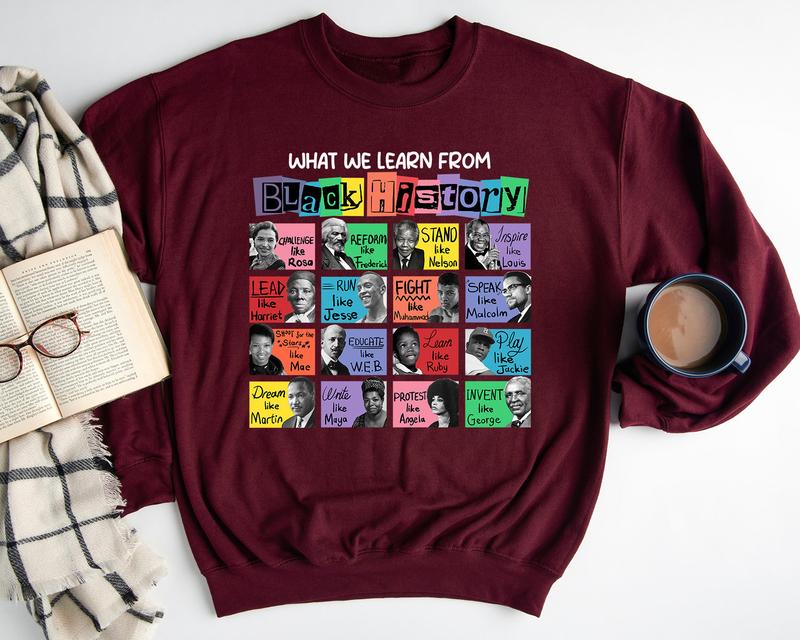 WHAT WE LEARN FROM
Black History
CHALLENGE
like
Rosa
REFORM
like
Frederick
STAND
like
Nelson
Inspire
like
Louis
LEAD
like
Harriet
RUN
like
Jesse
FIGHT
like
Muhammad
SPEAK
like
Malcolm
SHOOT for the
Stars
like
Mae
EDUCATE
like
W.E.B.
Learn
like
Ruby
Play
like
Jackie
Dream
like
Martin
Write
like
Maya
PROTEST
like
Angela
INVENT
like
George